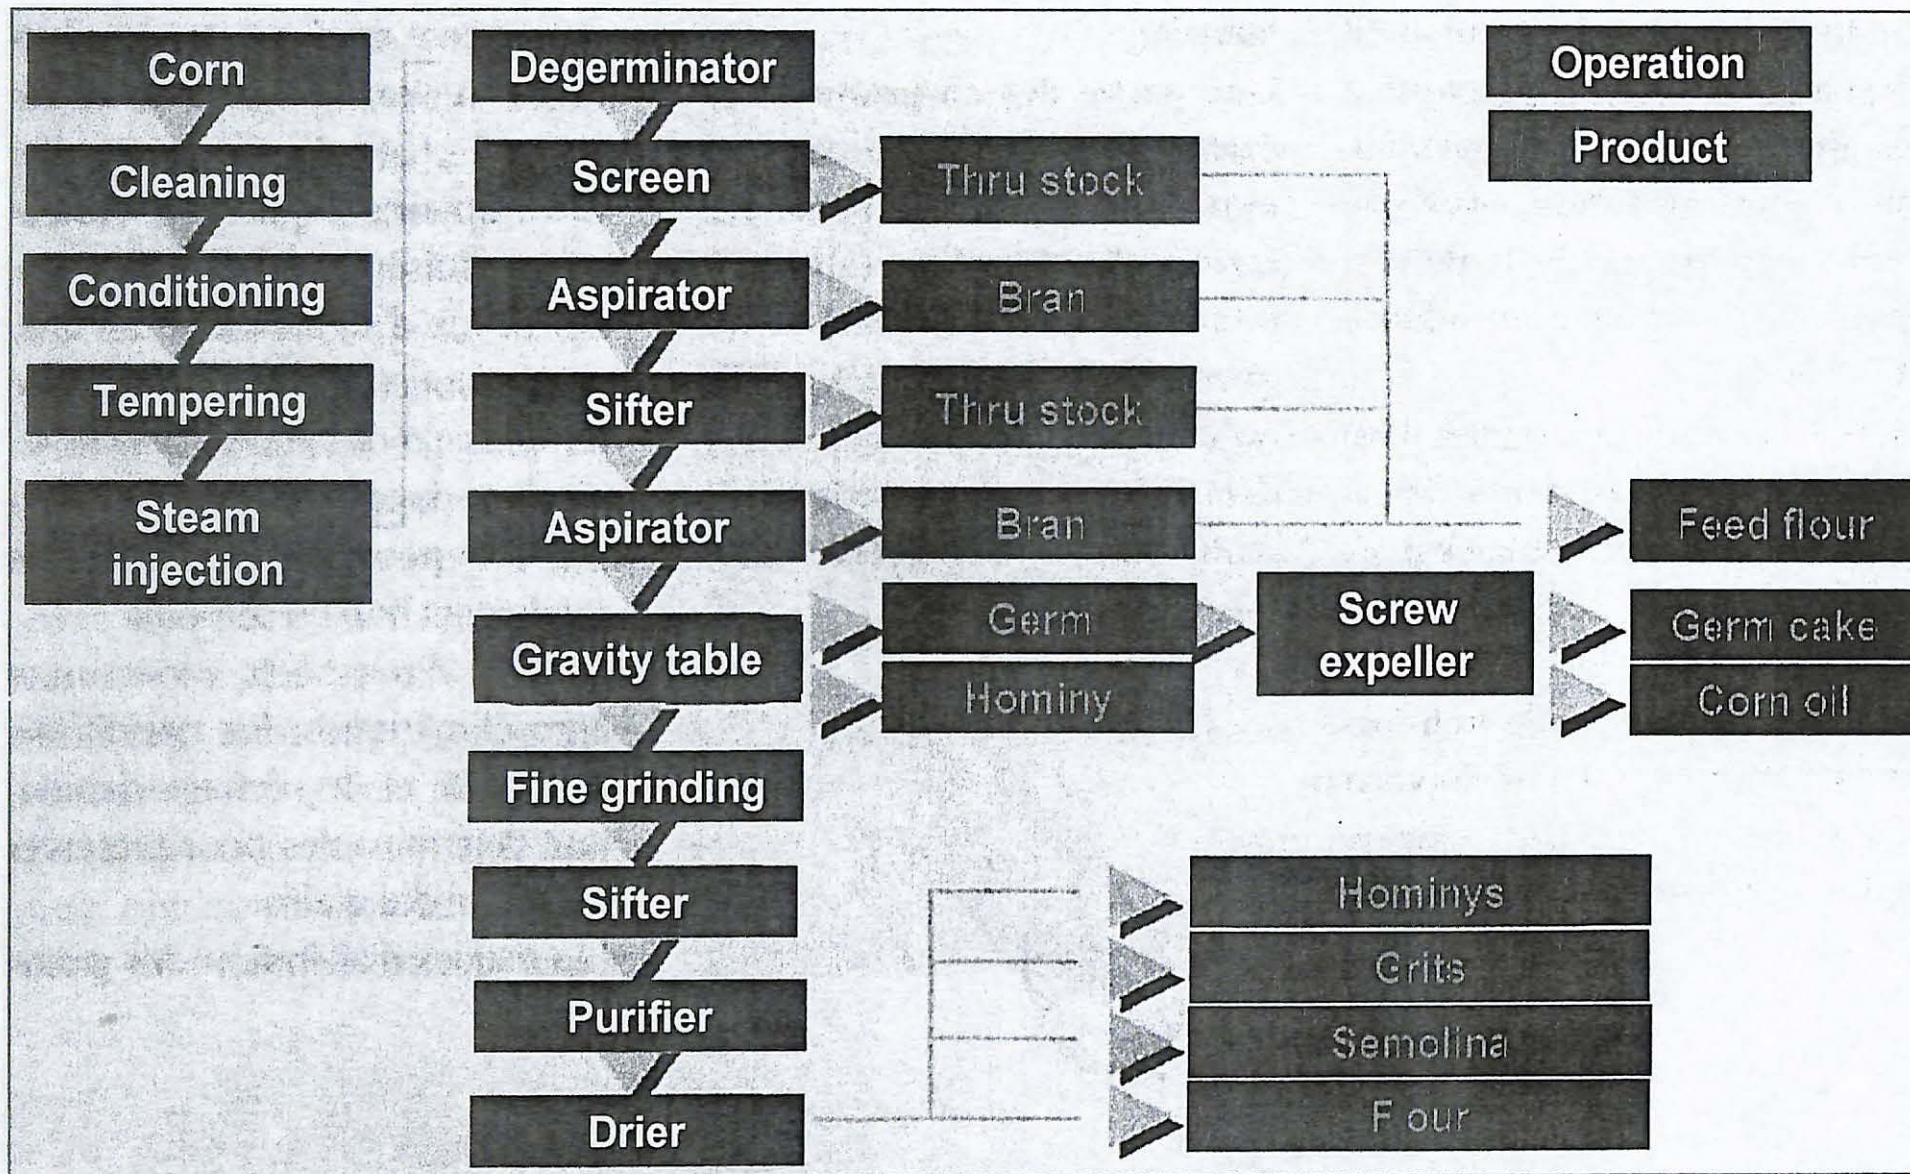 Corn
Cleaning
Conditioning
Tempering
Steam
injection
Degerminator
Screen
Aspirator
Sifter
Aspirator
Gravity table
Fine grinding
Sifter
Purifier
Drier
Thru stock
Bran
Thru stock
Bran
Germ
Hominy
Screw
expeller
Feed flour
Germ cake
Corn oil
Hominys
Grits
Semolina
F our
Operation
Product